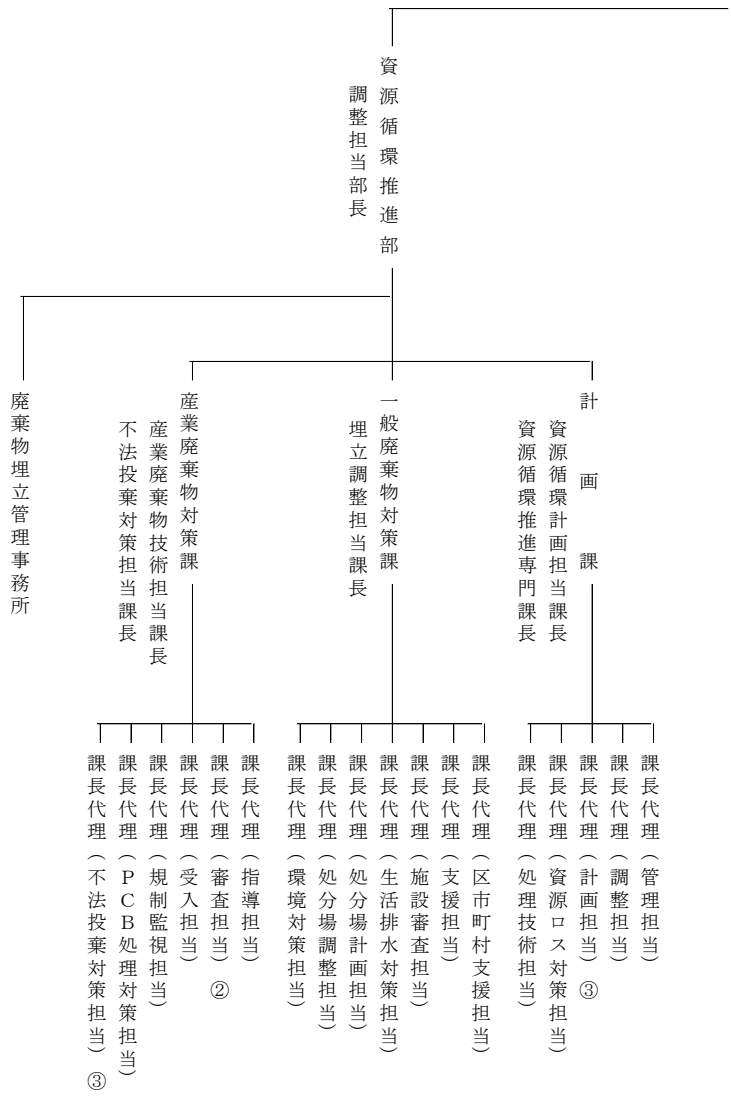 資源循環推進部
調整担当部長
計画課
資源循環計画担当課長
資源循環推進専門課長
課長代理（管理担当）
課長代理（調整担当）
課長代理（計画担当）③
課長代理（資源ロス対策担当）
課長代理（処理技術担当）
一般廃棄物対策課
埋立調整担当課長
課長代理（区市町村支援担当）
課長代理（支援担当）
課長代理（施設審査担当）
課長代理（生活排水対策担当）
課長代理（処分場計画担当）
課長代理（処分場調整担当）
課長代理（環境対策担当）
産業廃棄物対策課
産業廃棄物技術担当課長
不法投棄対策担当課長
課長代理（指導担当）
課長代理（審査担当）②
課長代理（受入担当）
課長代理（規制監視担当）
課長代理（ＰＣＢ処理対策担当）
課長代理（不法投棄対策担当）③
廃棄物埋立管理事務所